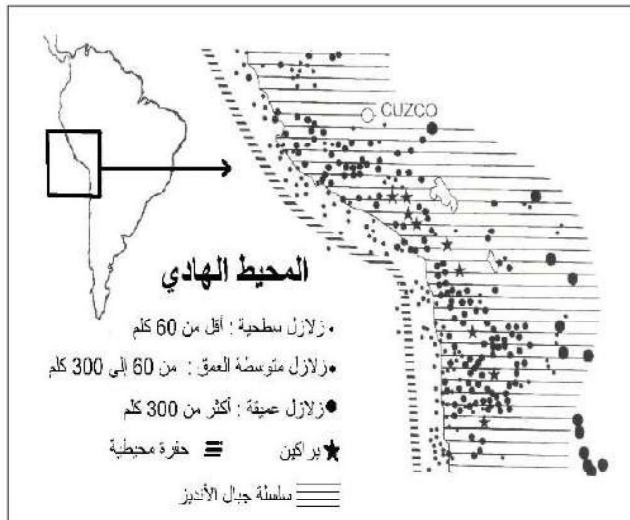 CUZCO
المحيط الهادي
زلازل سطحية : أقل من 60 كلم
زلازل متوسطة العمق : من 60 إلى 300 كلم
زلازل عميقة : أكثر من 300 كلم
براكين
حفرة محيطية
سلسلة جبال الأنديز